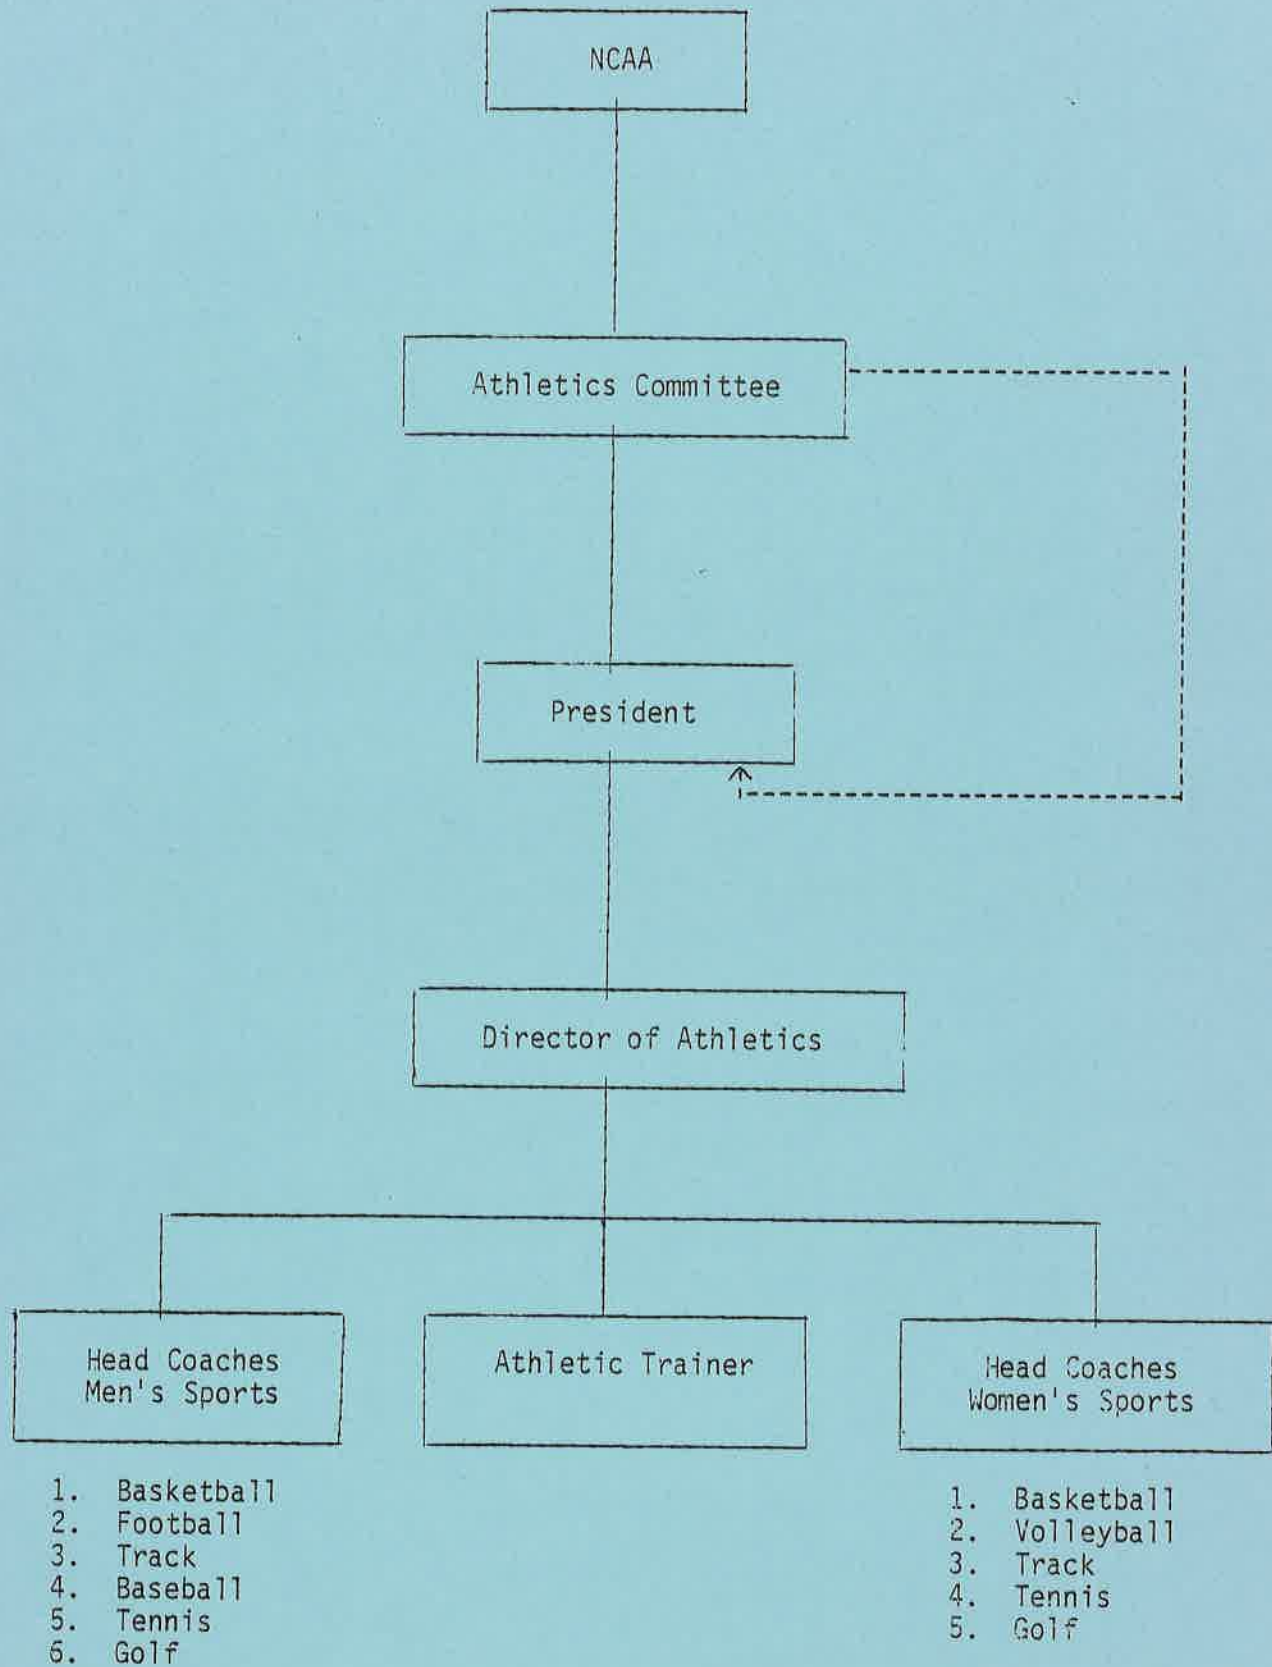 NCAA
Athletics Committee
President
Director of Athletics
Head Coaches
Men's Sports
Athletic Trainer
Head Coaches
Women's Sports
1. Basketball
2. Football
3. Track
4. Baseball
5. Tennis
6. Golf
1. Basketball
2. Volleyball
3. Track
4. Tennis
5. Golf